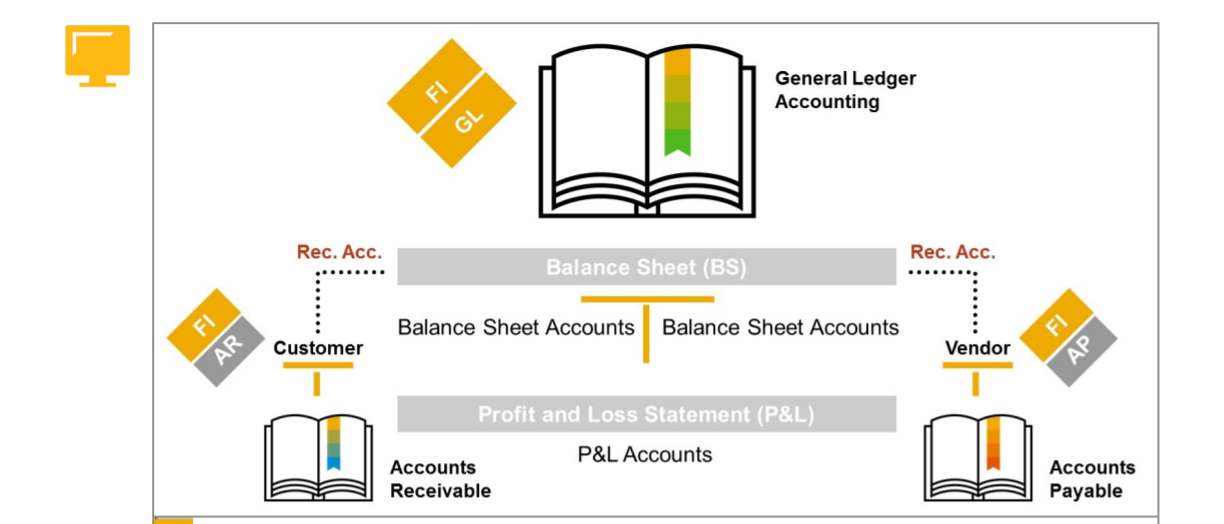 FI
GL
General Ledger
Accounting
Rec. Acc.
Balance Sheet (BS)
Rec. Acc.
FI
AR
Customer
Balance Sheet Accounts
Balance Sheet Accounts
Vendor
FI
AP
Profit and Loss Statement (P&L)
P&L Accounts
Accounts
Receivable
Accounts
Payable